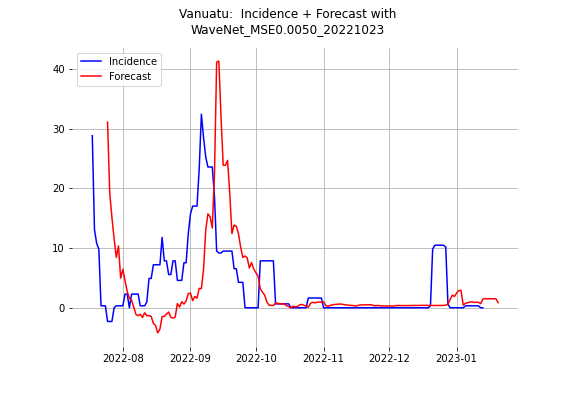 Vanuatu:  Incidence + Forecast with
WaveNet_MSE0.0050_20221023
Incidence
Forecast
40
30
20
10
0
2022-08 2022-09 2022-10 2022-11 2022-12 2023-01